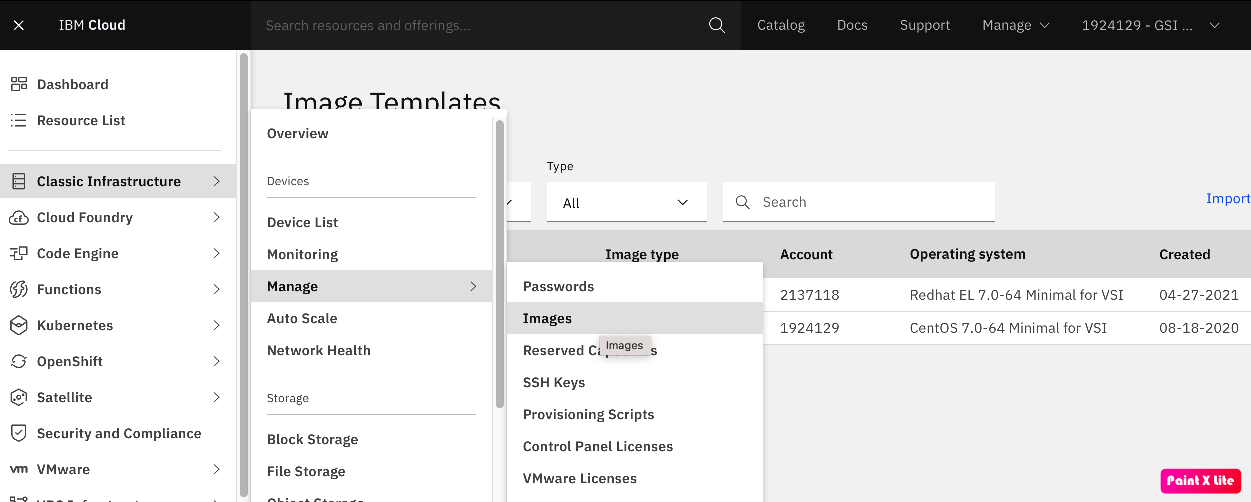 IBM Cloud
Search resources and offerings...
Catalog
Docs
Support
Manage
1924129 - GSI ...
Dashboard
Resource List
Classic Infrastructure
Cloud Foundry
Code Engine
Functions
Kubernetes
OpenShift
Satellite
Security and Compliance
vm VMware
Image Templates
Overview
Devices
Device List
Monitoring
Manage
Auto Scale
Network Health
Storage
Block Storage
File Storage
Object Storage
Passwords
Images
Images
Reserved
SSH Keys
Provisioning Scripts
Control Panel Licenses
VMware Licenses
Type
All
Search
Import
Image type Account Operating system Created
2137118 Redhat EL 7.0-64 Minimal for VSI 04-27-2021
1924129 CentOS 7.0-64 Minimal for VSI 08-18-2020
Paint X Lite